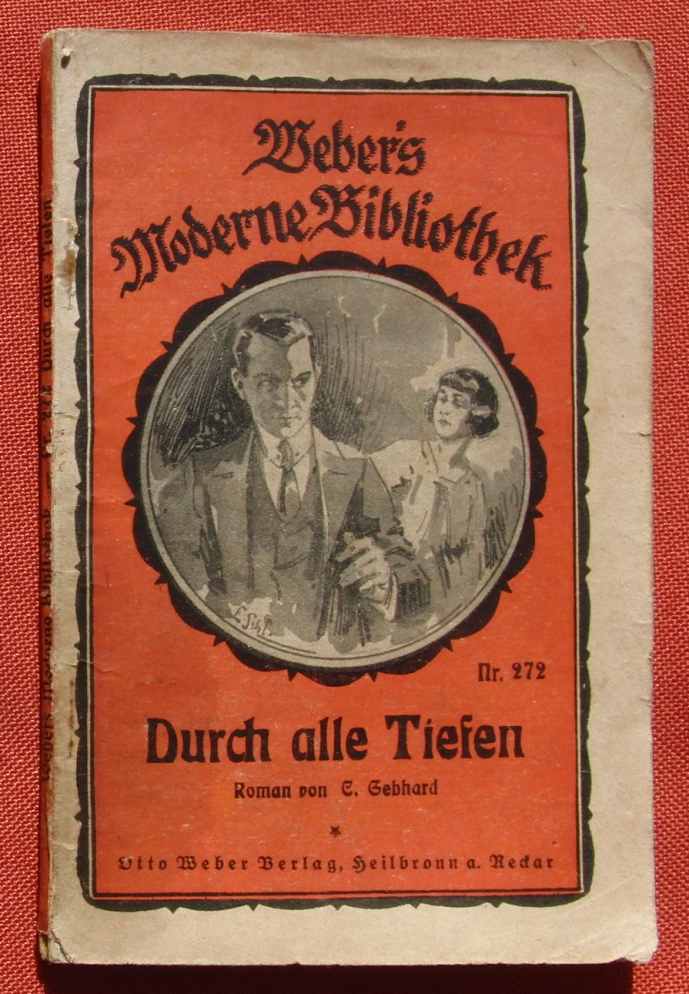 Weber's
Moderne Bibliothek
Nr. 272
Durch alle Tiefen
Roman von C. Gebhard
Otto Weber Verlag, Heilbronn a. Neckar